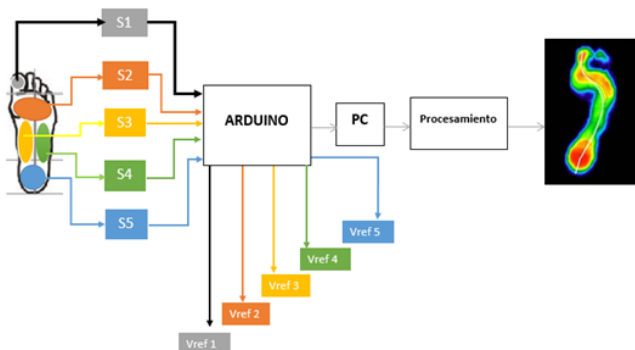 S1
S2
S3
S4
S5
ARDUINO
PC
Procesamiento
Vref 5
Vref 4
Vref 3
Vref 2
Vref 1